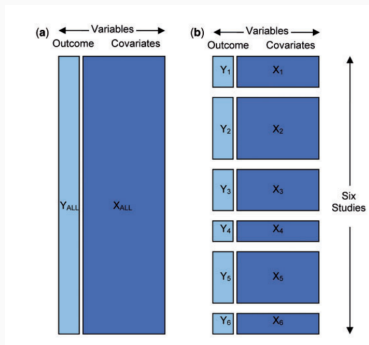 (a)
Variables
Outcome Covariates
YALL
XALL
(b)
Variables
Outcome Covariates
Y1 X1
Y2 X2
Y3 X3
Y4 X4
Y5 X5
Y6 X6
Six
Studies